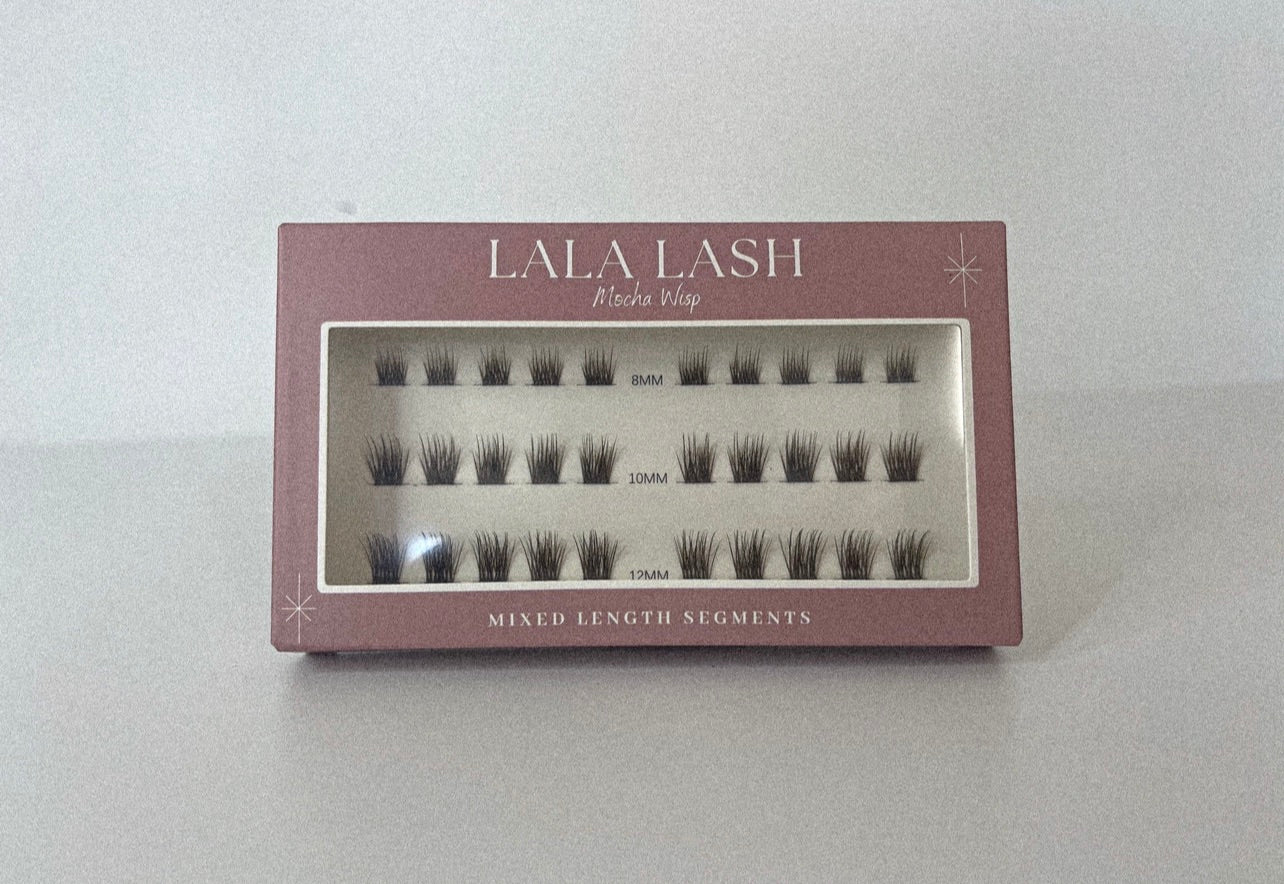 LALA LASH
Mocha Wisp
8MM
10MM
12MM
MIXED LENGTH SEGMENTS